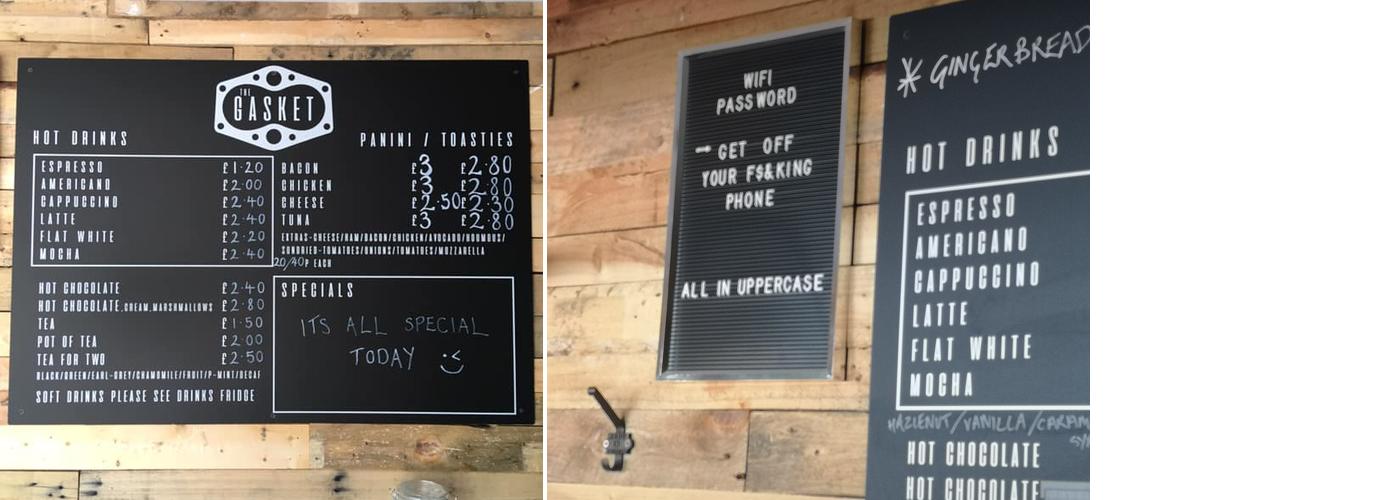 THE
GASKET
HOT DRINKS
ESPRESSO £1.20
AMERICANO £2.00
CAPPUCCINO £2.40
LATTE £2.40
FLAT WHITE £2.20
MOCHA £2.40
HOT CHOCOLATE £2.40
HOT CHOCOLATE,CREAM,MARSHMALLOWS £2.80
TEA £1.50
POT OF TEA £2.00
TEA FOR TWO £2.50
BLACK/GREEN/EARL-GREY/CHAMOMILE/FRUIT/P-MINT/DECAF
SOFT DRINKS PLEASE SEE DRINKS FRIDGE
PANINI / TOASTIES
BACON £3 £2.80
CHICKEN £3 £2.80
CHEESE £2.50 £2.30
TUNA £3 £2.80
EXTRAS-CHEESE/HAM/BACON/CHICKEN/AVOCADO/HOUMOUS/
SUNDRIED-TOMATOES/ONIONS/TOMATOES/MOZZARELLA
20/40P EACH
SPECIALS
ITS ALL SPECIAL
TODAY
WIFI
PASSWORD
GET OFF
YOUR F$&KING
PHONE
ALL IN UPPERCASE
* GINGERBREAD
HOT DRINKS
ESPRESSO
AMERICANO
CAPPUCCINO
LATTE
FLAT WHITE
MOCHA
HAZLENUT/VANILLA/CARAM
SY
HOT CHOCOLATE
HOT CHOCOLATE